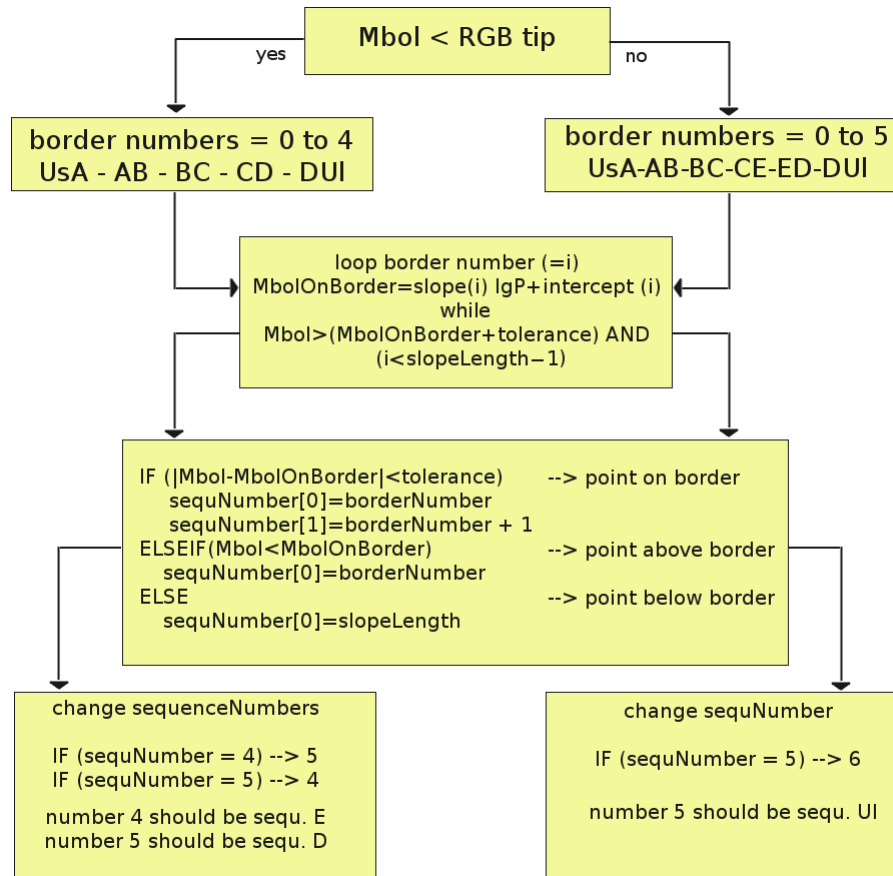 Mbol < RGB tip
yes
no
border numbers = 0 to 4
UsA - AB - BC - CD - DUl
border numbers = 0 to 5
UsA-AB-BC-CE-ED-DUl
loop border number (=i)
MbolOnBorder=slope(i) lgP+intercept (i)
while
Mbol>(MbolOnBorder+tolerance) AND
(i<slopeLength−1)
IF (|Mbol-MbolOnBorder|<tolerance) --> point on border
sequNumber[0]=borderNumber
sequNumber[1]=borderNumber + 1
ELSEIF(Mbol<MbolOnBorder) --> point above border
sequNumber[0]=borderNumber
ELSE --> point below border
sequNumber[0]=slopeLength
change sequenceNumbers
IF (sequNumber = 4) --> 5
IF (sequNumber = 5) --> 4
number 4 should be sequ. E
number 5 should be sequ. D
change sequNumber
IF (sequNumber = 5) --> 6
number 5 should be sequ. Ul